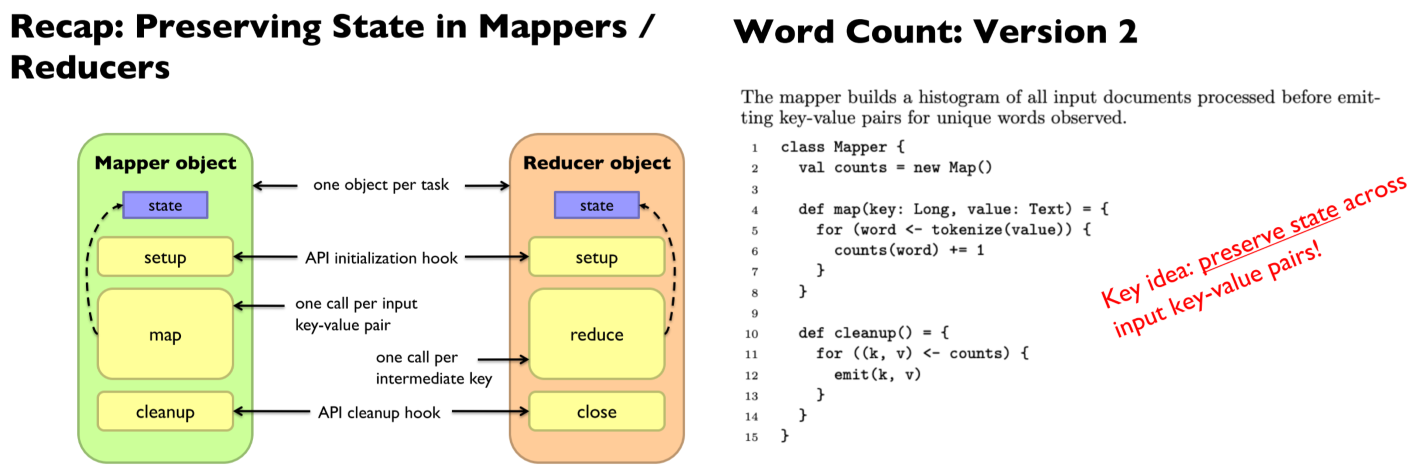 Recap: Preserving State in Mappers /
Reducers
Mapper object
state
setup
map
cleanup
one object per task
API initialization hook
one call per input
key-value pair
one call per
intermediate key
API cleanup hook
Reducer object
state
setup
reduce
close
Word Count: Version 2
The mapper builds a histogram of all input documents processed before emit-
ting key-value pairs for unique words observed.
1 class Mapper {
2 val counts = new Map()
3
4 def map(key: Long, value: Text) = {
5 for (word <- tokenize(value)) {
6 counts(word) += 1
7 }
8 }
9
10 def cleanup() = {
11 for ((k, v) <- counts) {
12 emit(k, v)
13 }
14 }
15 }
Key idea: preserve state across
input key-value pairs!